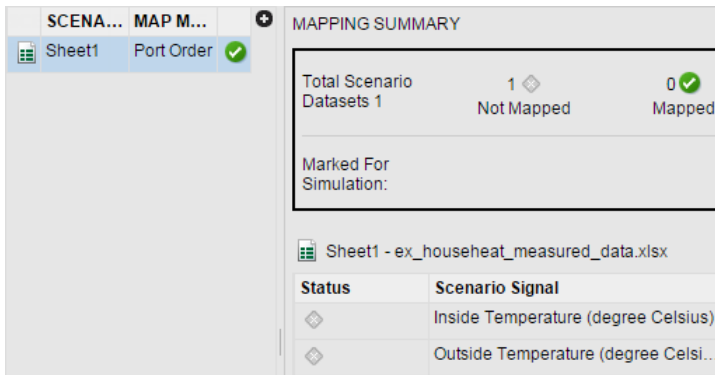 SCENA... MAP M...
Sheet1 Port Order
MAPPING SUMMARY
Total Scenario
Datasets 1
1
Not Mapped
0
Mapped
Marked For
Simulation:
Sheet1 - ex_househeat_measured_data.xlsx
Status Scenario Signal
Inside Temperature (degree Celsius)
Outside Temperature (degree Celsi...